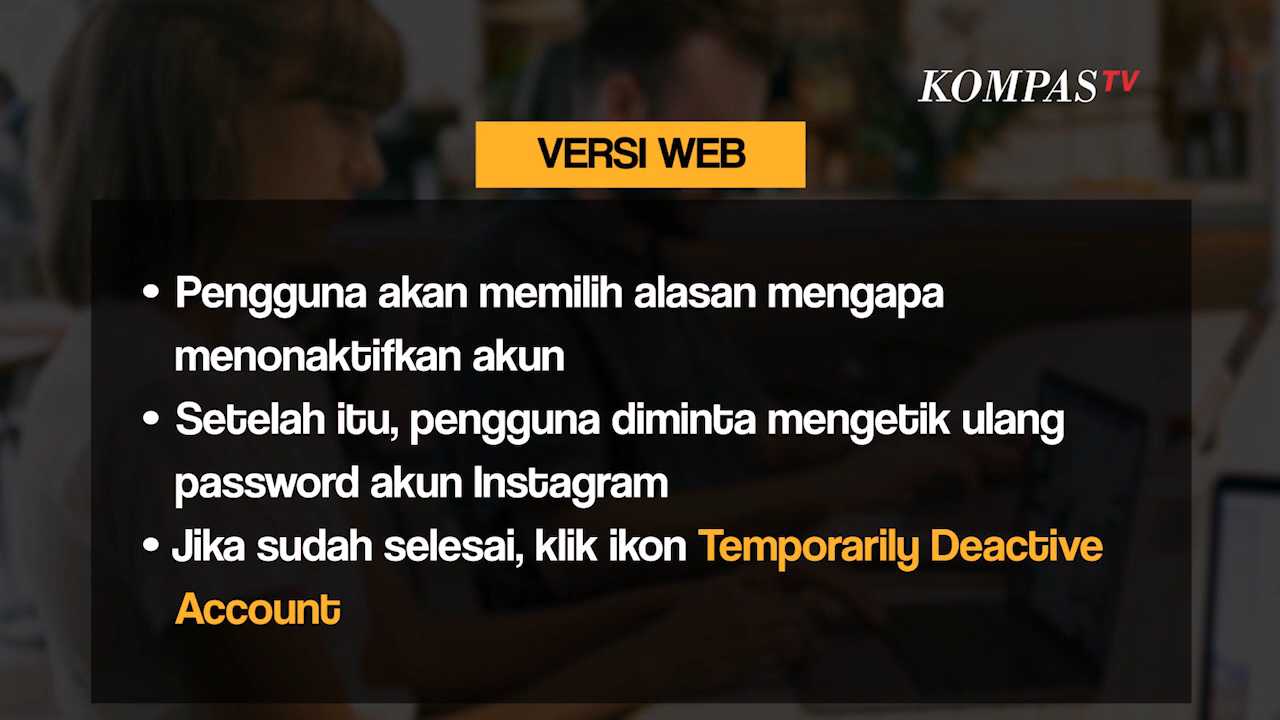 KOMPASTV
VERSI WEB
• Pengguna akan memilih alasan mengapa
menonaktifkan akun
• Setelah itu, pengguna diminta mengetik ulang
password akun Instagram
• Jika sudah selesai, klik ikon Temporarily Deactive
Account